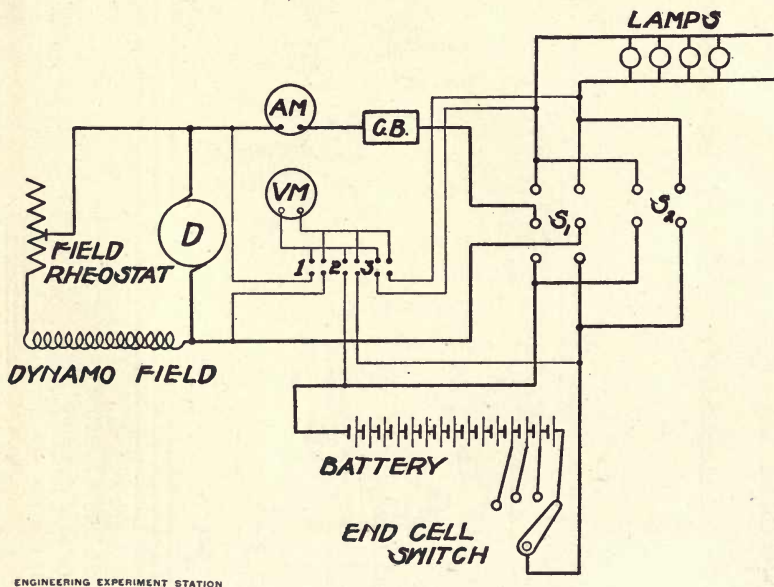 LAMPS
AM
C.B.
VM
D
S1
S2
1 2 3
FIELD
RHEOSTAT
DYNAMO FIELD
BATTERY
END CELL
SWITCH
ENGINEERING EXPERIMENT STATION